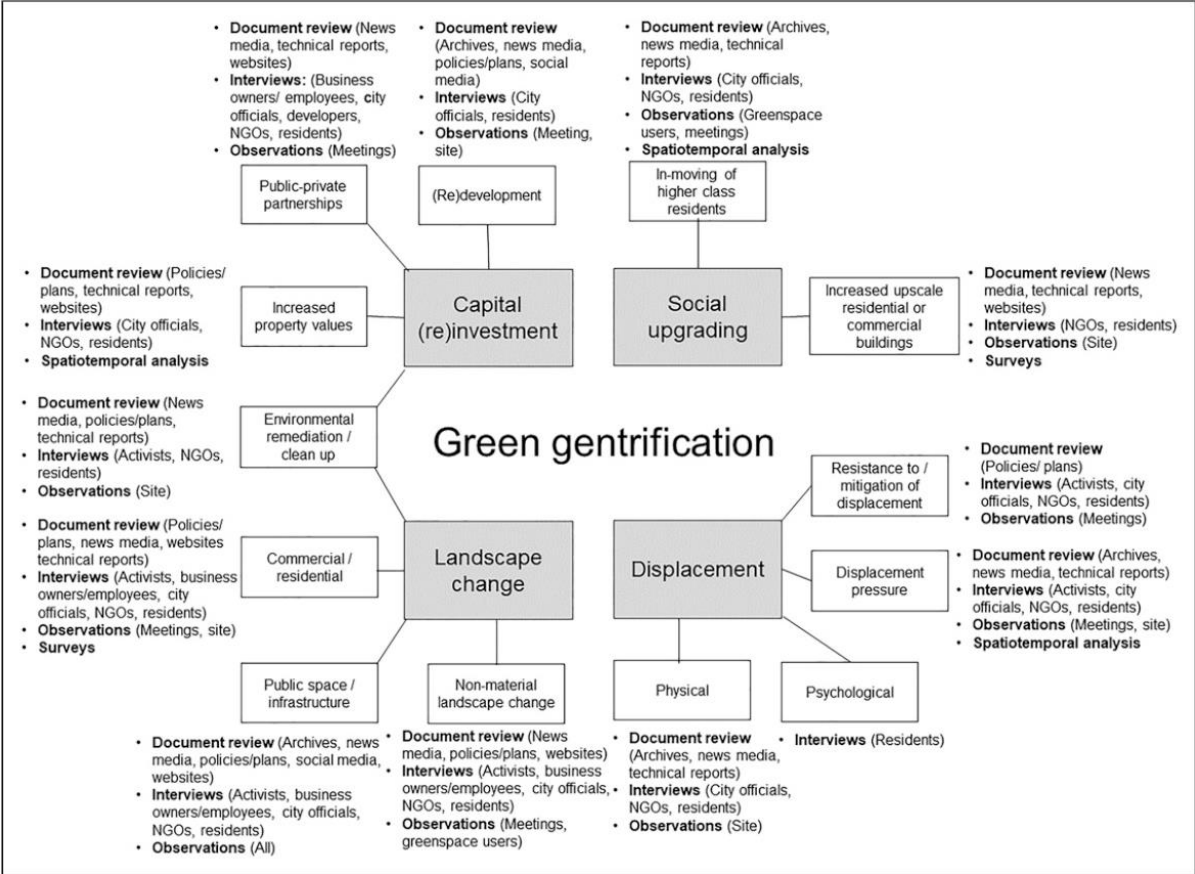 • Document review (News
media, technical reports,
websites)
• Interviews: (Business
owners/ employees, city
officials, developers,
NGOs, residents)
• Observations (Meetings)
• Document review
(Archives, news media,
policies/plans, social
media)
• Interviews (City
officials, residents)
• Observations (Meeting,
site)
• Document review (Archives,
news media, technical
reports)
• Interviews (City officials,
NGOs, residents)
• Observations (Greenspace
users, meetings)
• Spatiotemporal analysis
Public-private
partnerships
(Re)development
In-moving of
higher class
residents
• Document review (Policies/
plans, technical reports,
websites)
• Interviews (City officials,
NGOs, residents)
• Spatiotemporal analysis
Increased
property values
Capital
(re)investment
Social
upgrading
Increased upscale
residential or
commercial
buildings
• Document review (News
media, technical reports,
websites)
• Interviews (NGOs, residents)
• Observations (Site)
• Surveys
• Document review (News
media, policies/plans,
technical reports)
• Interviews (Activists, NGOs,
residents)
• Observations (Site)
Environmental
remediation /
clean up
Green gentrification
Resistance to /
mitigation of
displacement
• Document review
(Policies/ plans)
• Interviews (Activists, city
officials, NGOs, residents)
• Observations (Meetings)
• Document review (Policies/
plans, news media, websites
technical reports)
• Interviews (Activists, business
owners/employees, city
officials, NGOs, residents)
• Observations (Meetings, site)
• Surveys
Commercial /
residential
Landscape
change
Displacement
Displacement
pressure
• Document review (Archives,
news media, technical reports)
• Interviews (Activists, city
officials, NGOs, residents)
• Observations (Meetings, site)
• Spatiotemporal analysis
Public space /
infrastructure
Non-material
landscape change
Physical
Psychological
• Document review (Archives, news
media, policies/plans, social media,
websites)
• Interviews (Activists, business
owners/employees, city officials,
NGOs, residents)
• Observations (All)
• Document review (News
media, policies/plans, websites)
• Interviews (Activists, business
owners/employees, city officials,
NGOs, residents)
• Observations (Meetings,
greenspace users)
• Document review
(Archives, news media,
technical reports)
• Interviews (City officials,
NGOs, residents)
• Observations (Site)
• Interviews (Residents)